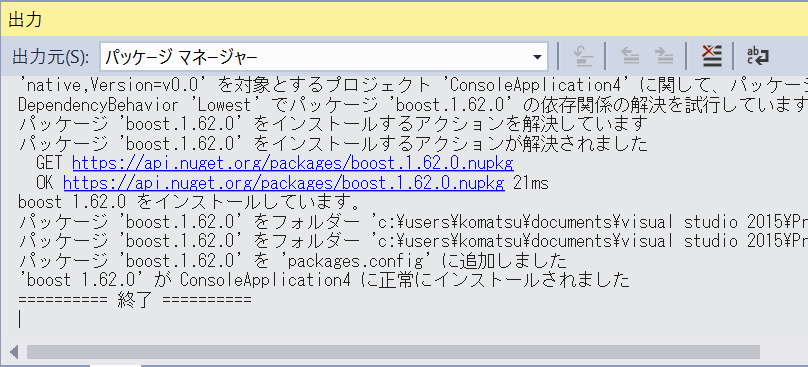 出力
出力元(S): パッケージ マネージャー
'native,Version=v0.0' を対象とするプロジェクト 'ConsoleApplication4' に関して、パッケージ
DependencyBehavior 'Lowest' でパッケージ 'boost.1.62.0' の依存関係の解決を試行しています
パッケージ 'boost.1.62.0' をインストールするアクションを解決しています
パッケージ 'boost.1.62.0' をインストールするアクションが解決されました
GET https://api.nuget.org/packages/boost.1.62.0.nupkg
OK https://api.nuget.org/packages/boost.1.62.0.nupkg 21ms
boost 1.62.0 をインストールしています。
パッケージ 'boost.1.62.0' をフォルダー 'c:¥users¥komatsu¥documents¥visual studio 2015¥Pr
パッケージ 'boost.1.62.0' をフォルダー 'c:¥users¥komatsu¥documents¥visual studio 2015¥Pr
パッケージ 'boost.1.62.0' を 'packages.config' に追加しました
'boost 1.62.0' が ConsoleApplication4 に正常にインストールされました
========== 終了 ==========